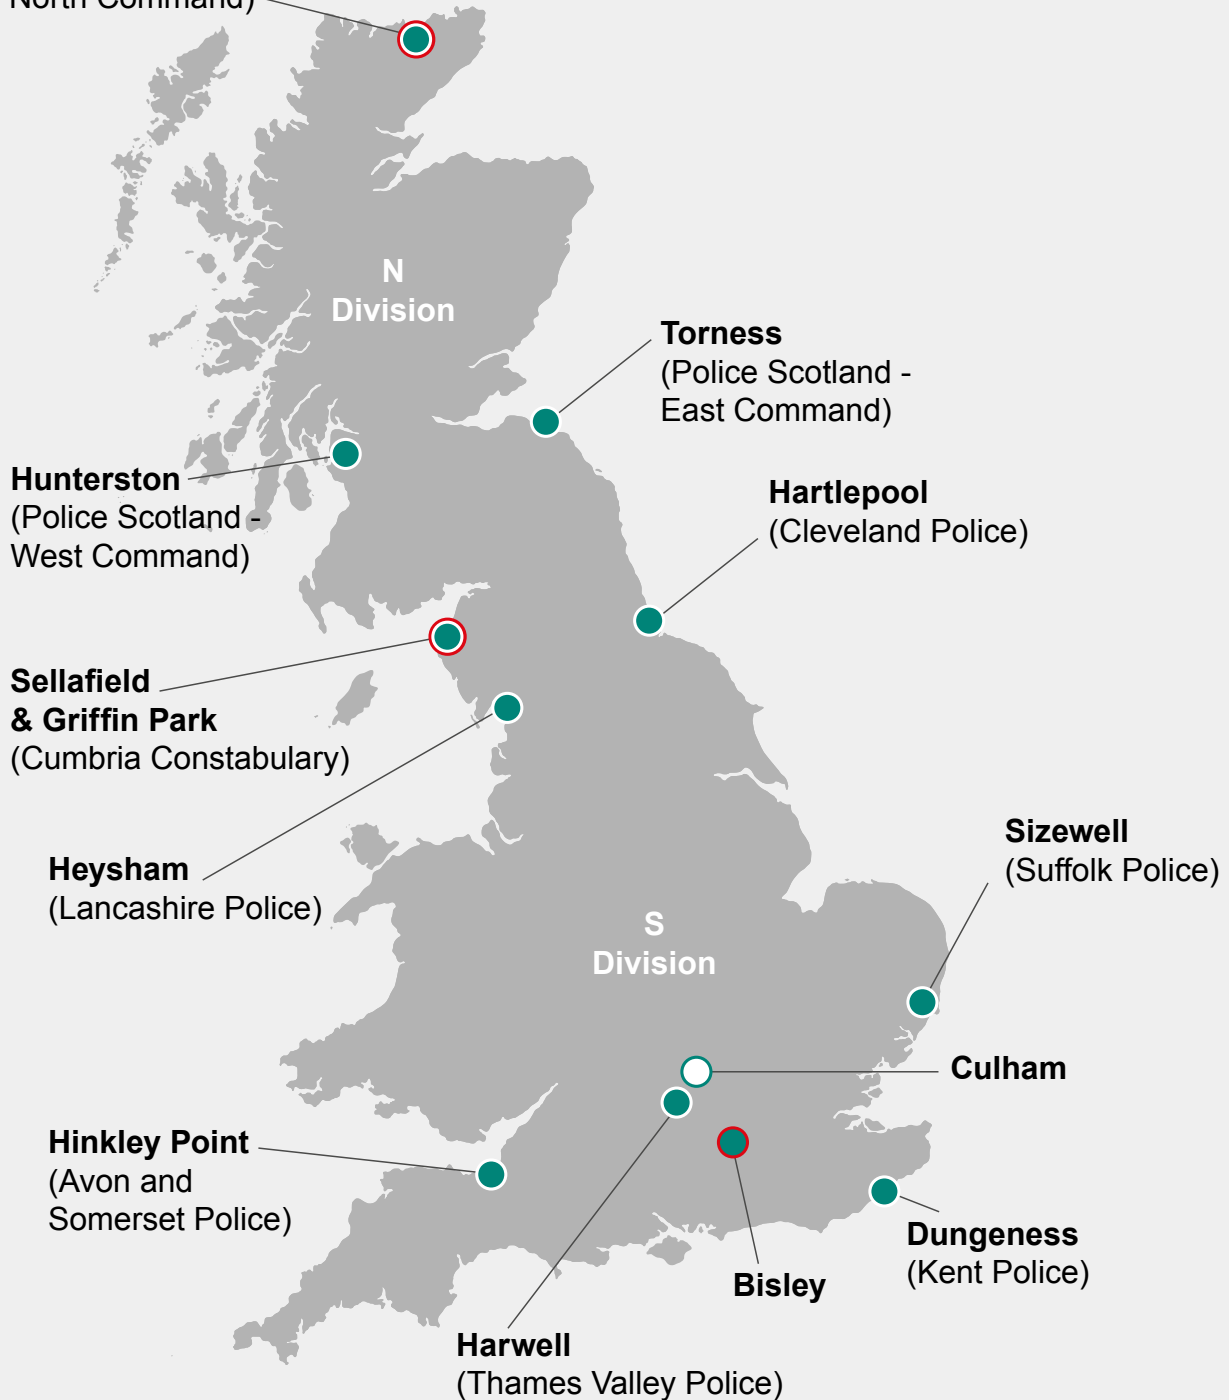 North Command)
N
Division
Torness
(Police Scotland -
East Command)
Hunterston
(Police Scotland -
West Command)
Hartlepool
(Cleveland Police)
Sellafield
& Griffin Park
(Cumbria Constabulary)
Heysham
(Lancashire Police)
Sizewell
(Suffolk Police)
S
Division
Culham
Hinkley Point
(Avon and
Somerset Police)
Dungeness
(Kent Police)
Bisley
Harwell
(Thames Valley Police)